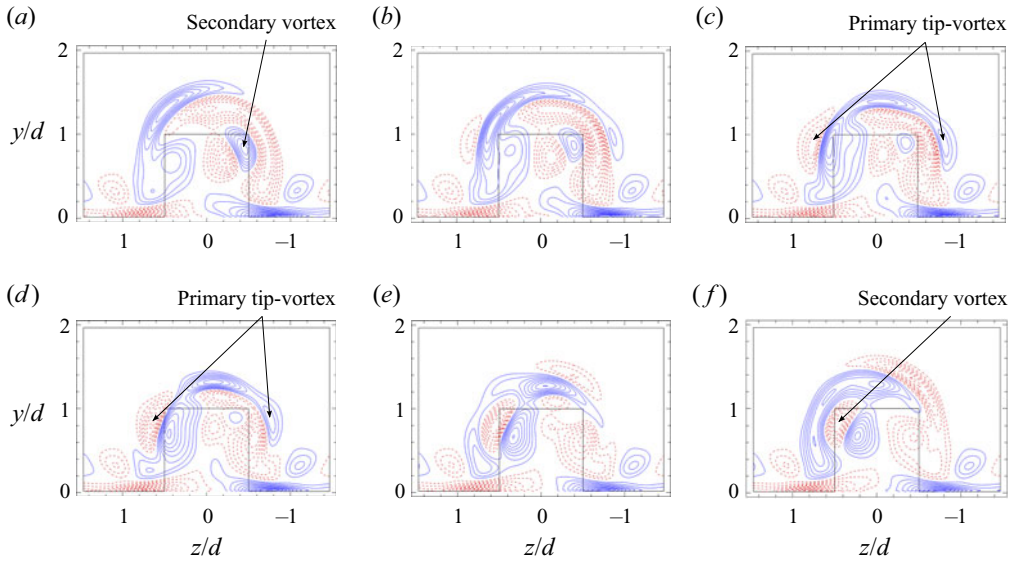 (a) Secondary vortex (b) (c) Primary tip-vortex
2 2 2
y/d 1 1 1
0 0 0
1 0 –1 1 0 –1 1 0 –1
(d) Primary tip-vortex (e) (f) Secondary vortex
2 2 2
y/d 1 1 1
0 0 0
1 0 –1 1 0 –1 1 0 –1
z/d z/d z/d